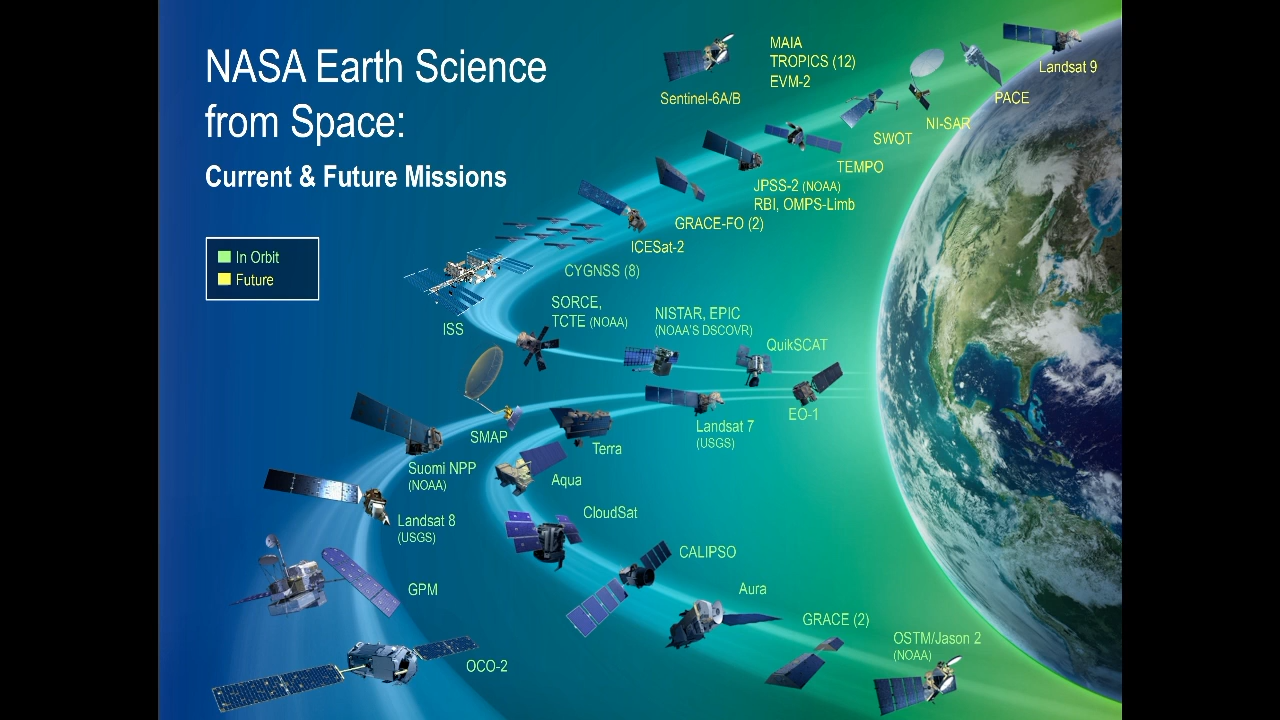 NASA Earth Science
from Space:
Current & Future Missions
In Orbit
Future
MAIA
TROPICS (12)
EVM-2
Sentinel-6A/B
Landsat 9
PACE
NI-SAR
SWOT
TEMPO
JPSS-2 (NOAA)
RBI, OMPS-Limb
GRACE-FO (2)
ICESat-2
CYGNSS (8)
ISS
SORCE,
TCTE (NOAA)
NISTAR, EPIC
(NOAA'S DSCOVR)
QuikSCAT
EO-1
Landsat 7
(USGS)
SMAP
Terra
Suomi NPP
(NOAA)
Aqua
Landsat 8
(USGS)
CloudSat
CALIPSO
GPM
Aura
GRACE (2)
OSTM/Jason 2
(NOAA)
OCO-2